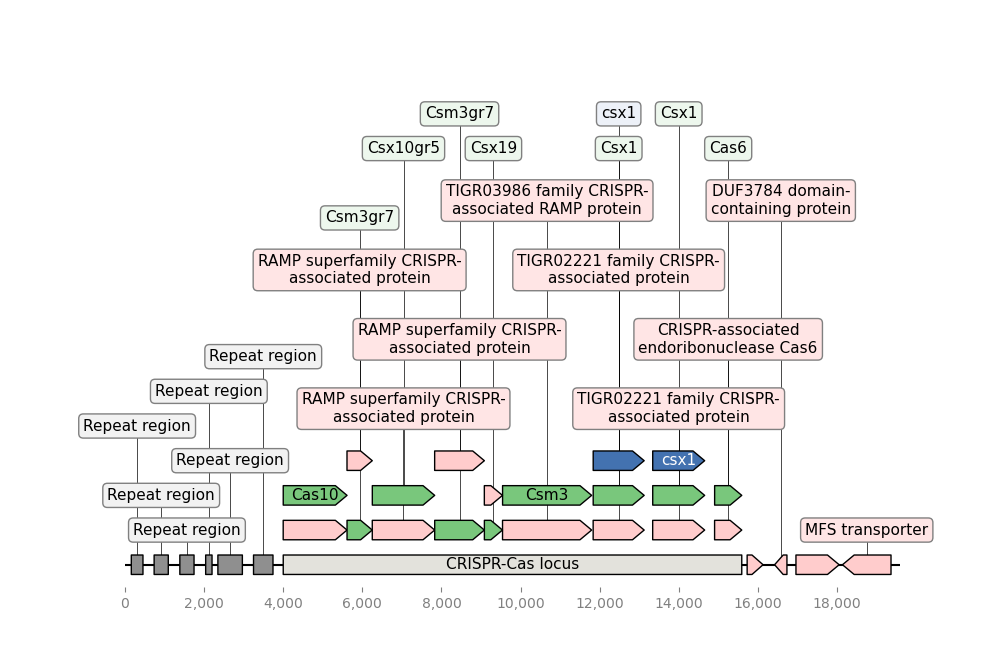 Csm3gr7
csx1
Csx1
Csx10gr5
Csx19
Csx1
Cas6
TIGR03986 family CRISPR-
associated RAMP protein
DUF3784 domain-
containing protein
Csm3gr7
RAMP superfamily CRISPR-
associated protein
TIGR02221 family CRISPR-
associated protein
RAMP superfamily CRISPR-
associated protein
CRISPR-associated
endoribonuclease Cas6
Repeat region
Repeat region
RAMP superfamily CRISPR-
associated protein
TIGR02221 family CRISPR-
associated protein
Repeat region
Repeat region
csx1
Repeat region
Cas10
Csm3
Repeat region
MFS transporter
CRISPR-Cas locus
0
2,000
4,000
6,000
8,000
10,000
12,000
14,000
16,000
18,000